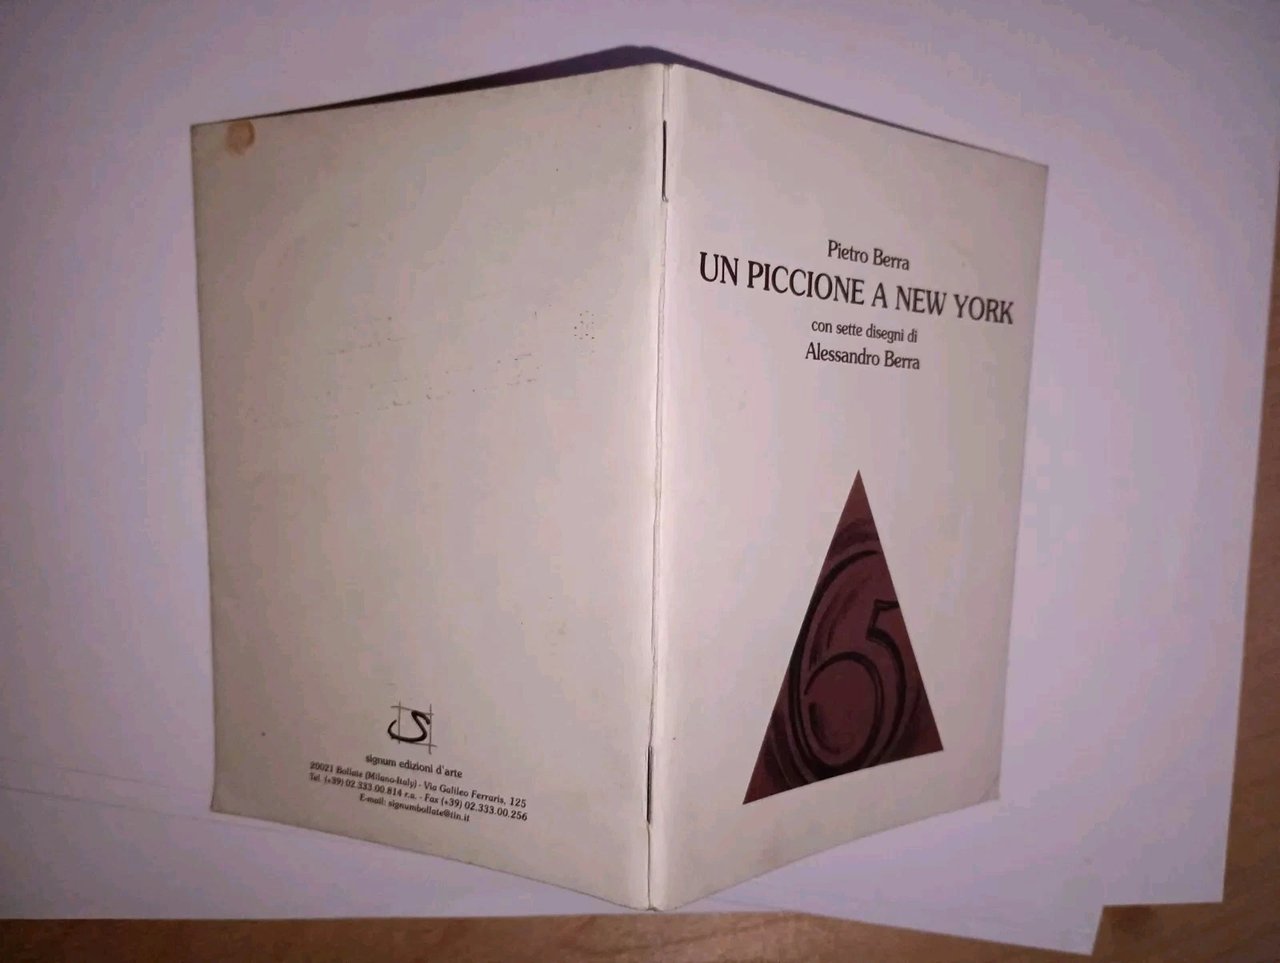 Pietro Berra
UN PICCIONE A NEW YORK
con sette disegni di
Alessandro Berra
65
S
signum edizioni d'arte
20021 Bollate (Milano-Italy) - Via Galileo Ferraris, 125
Tel. (+39) 02.333.00.814 r.a. - Fax (+39) 02.333.00.256
E-mail: signumbollate@tin.it